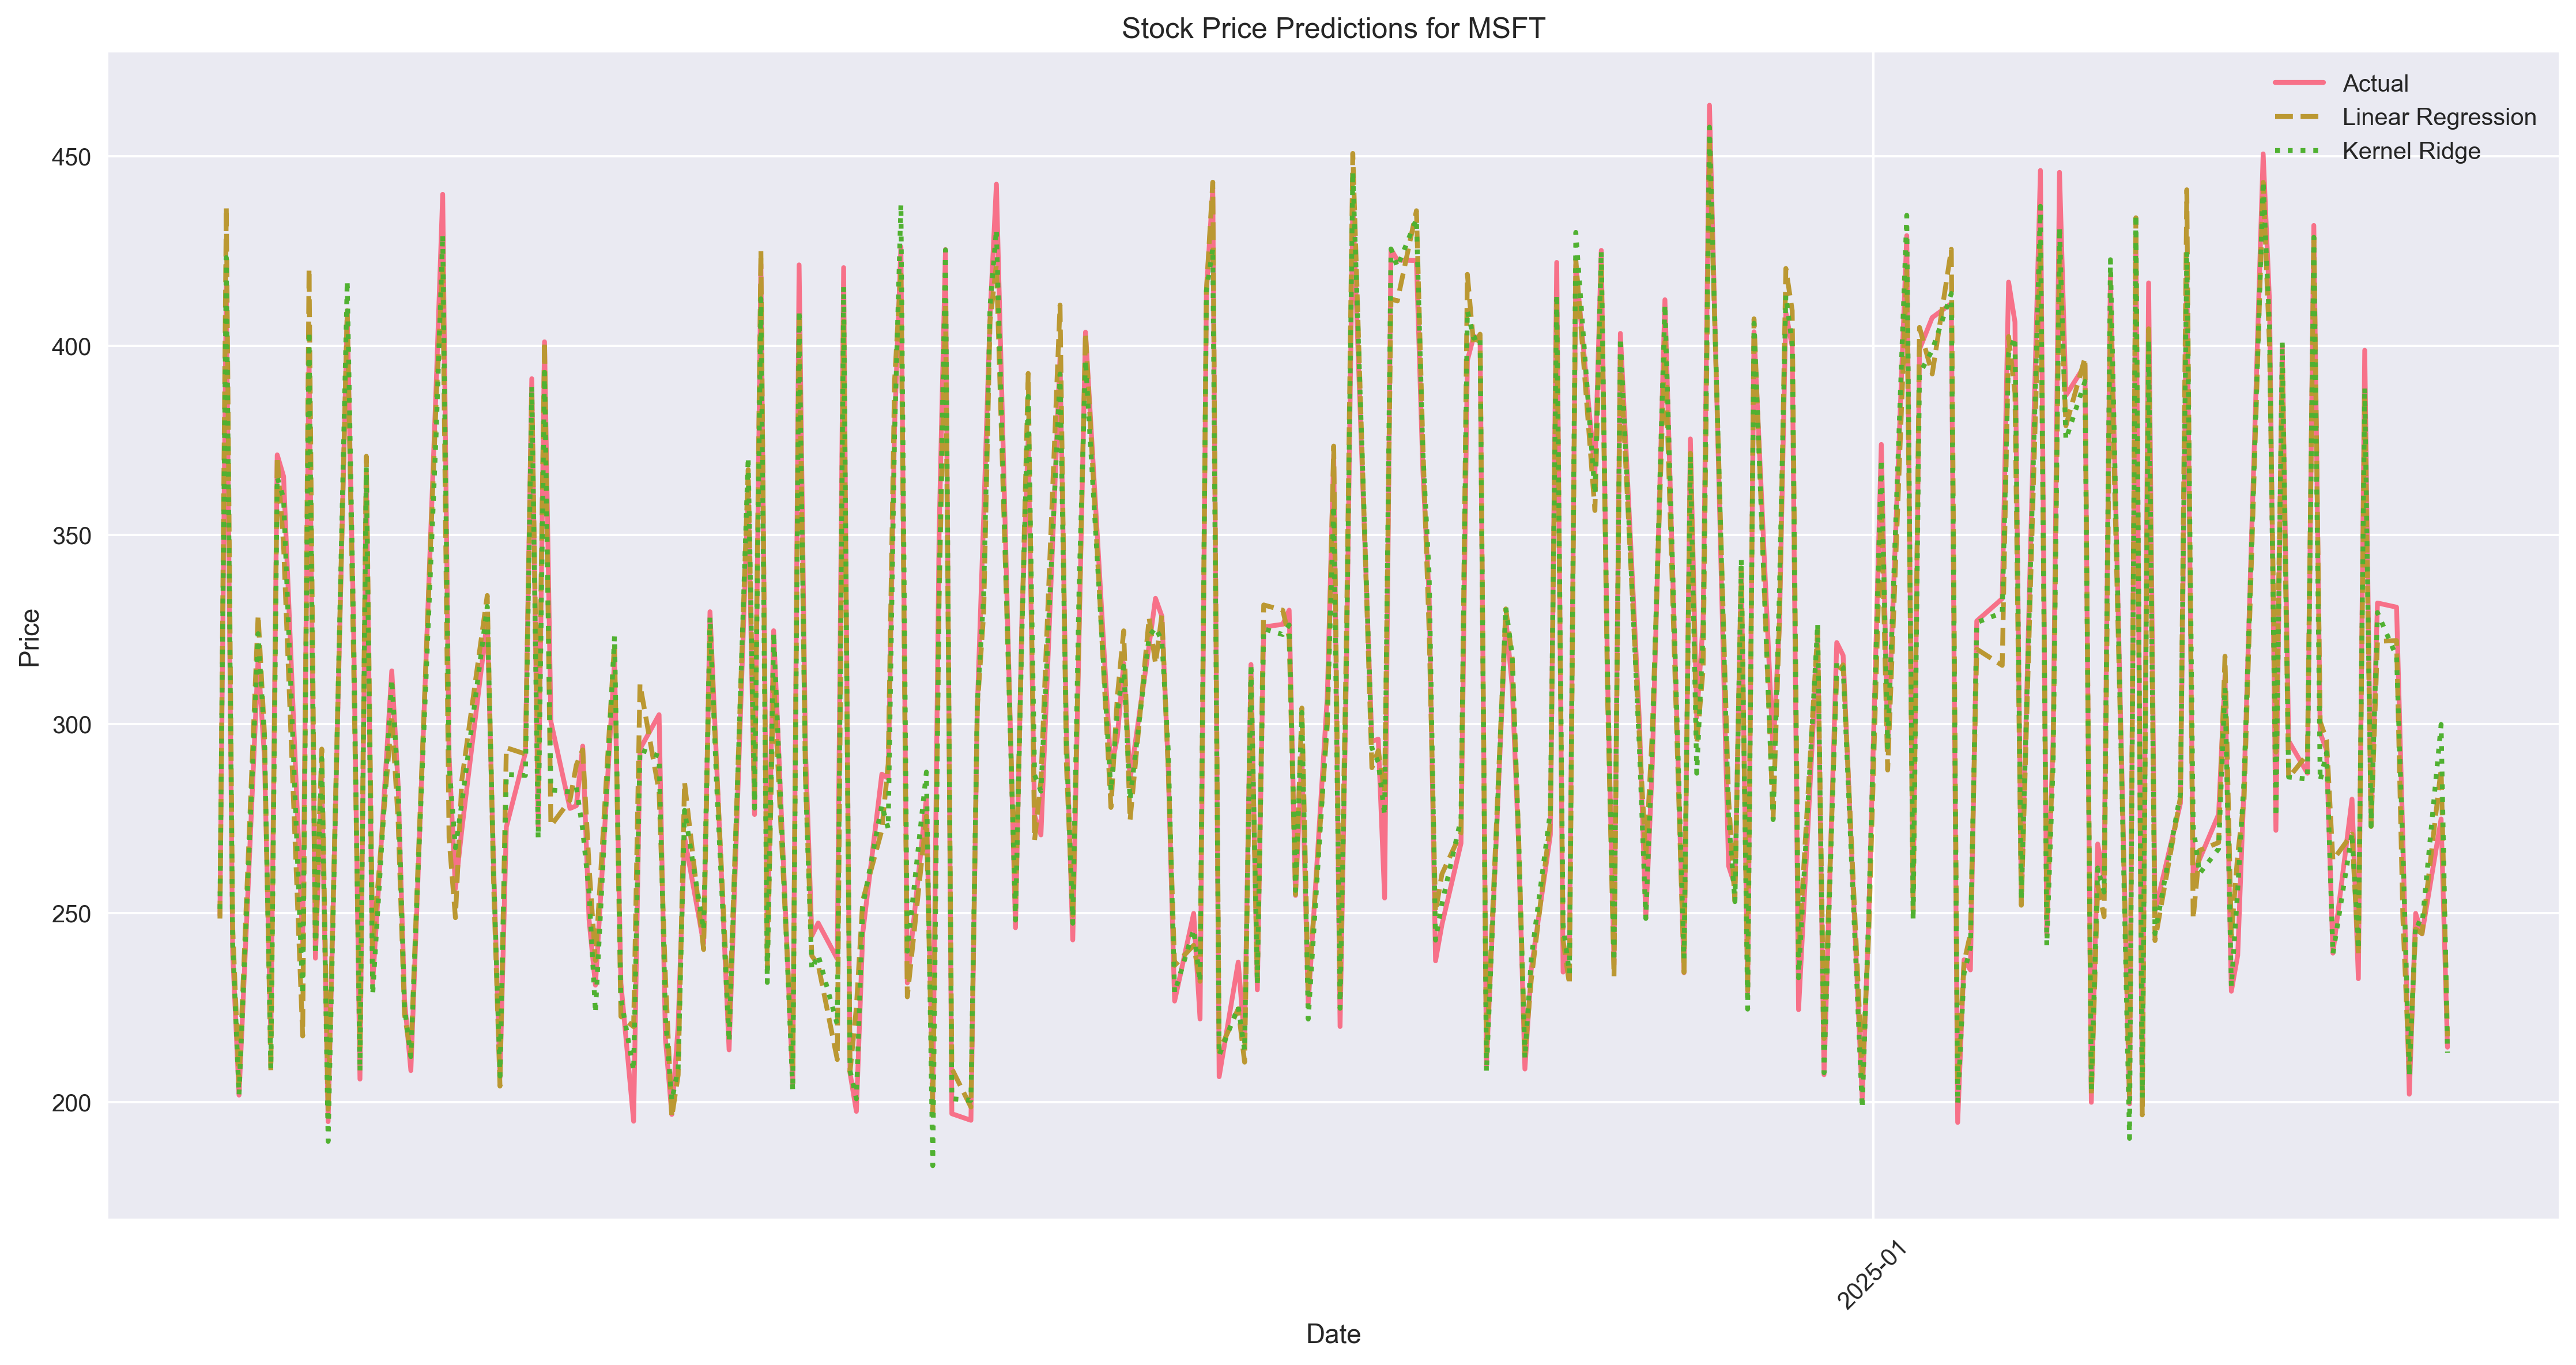 Stock Price Predictions for MSFT
Actual
Linear Regression
Kernel Ridge
450
400
350
300
250
200
Price
2025-01
Date